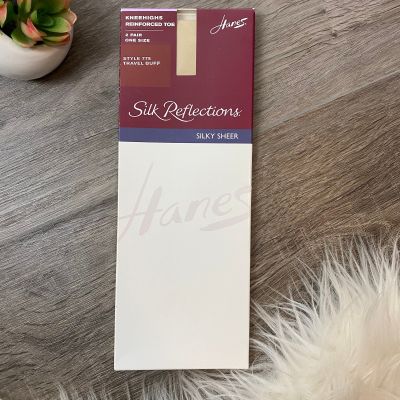 KNEEHIGHS
REINFORCED TOE
2 PAIR
ONE SIZE
STYLE 775
TRAVEL BUFF
Hanes
Silk Reflections.
SILKY SHEER
Hanes